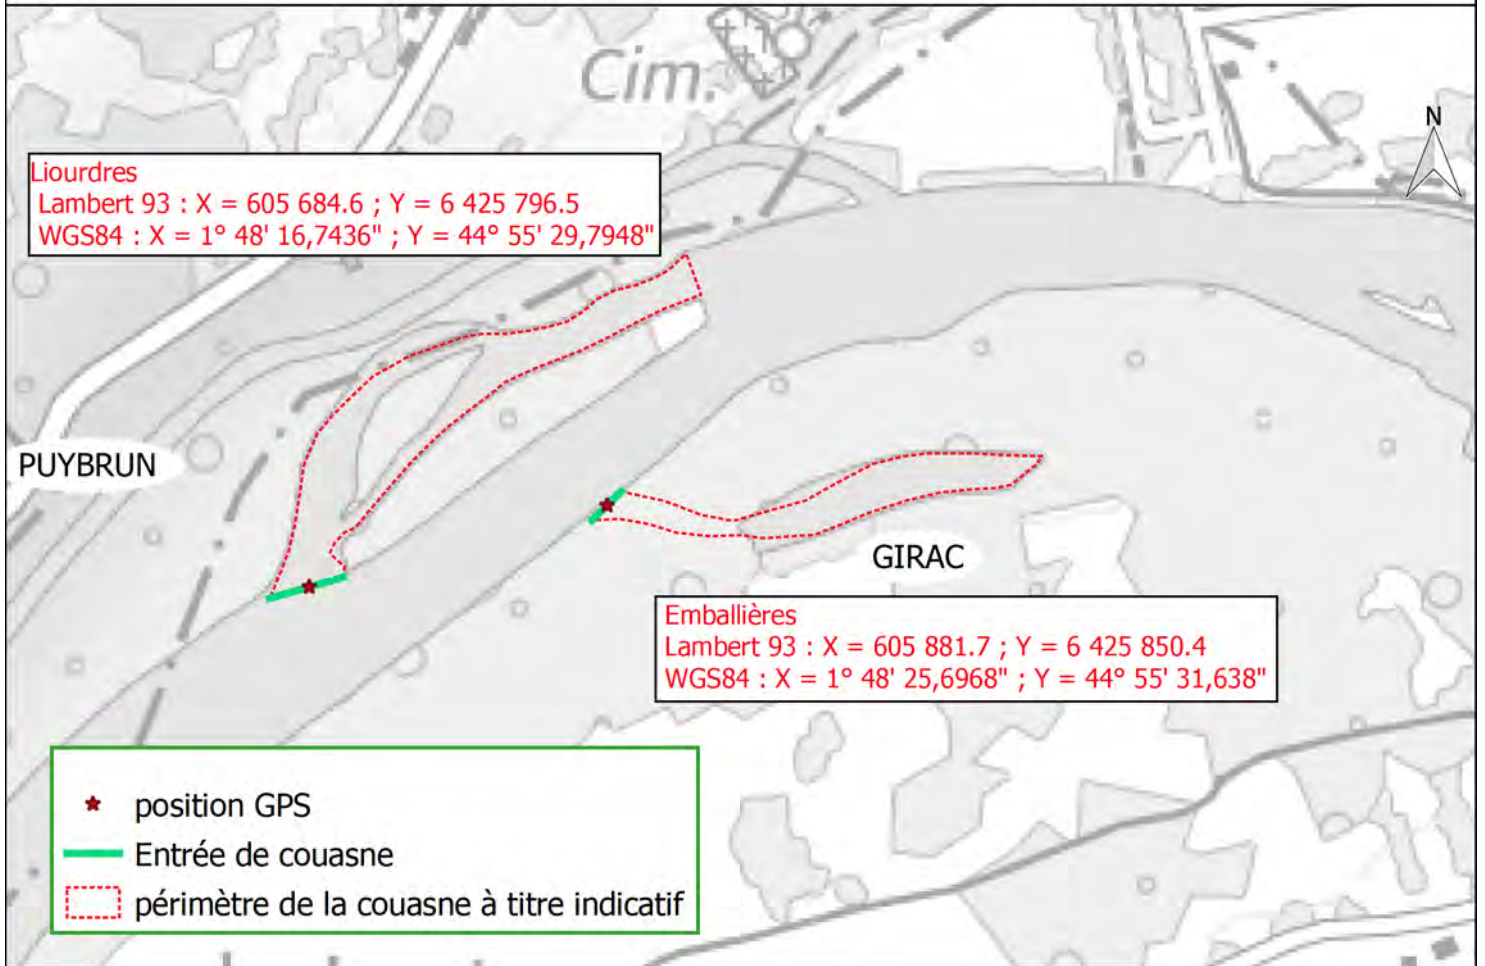 Cim.
N
Liourdres
Lambert 93 : X = 605 684.6 ; Y = 6 425 796.5
WGS84 : X = 1° 48' 16,7436" ; Y = 44° 55' 29,7948"
PUYBRUN
GIRAC
Emballières
Lambert 93 : X = 605 881.7 ; Y = 6 425 850.4
WGS84 : X = 1° 48' 25,6968" ; Y = 44° 55' 31,638"
position GPS
Entrée de couasne
périmètre de la couasne à titre indicatif